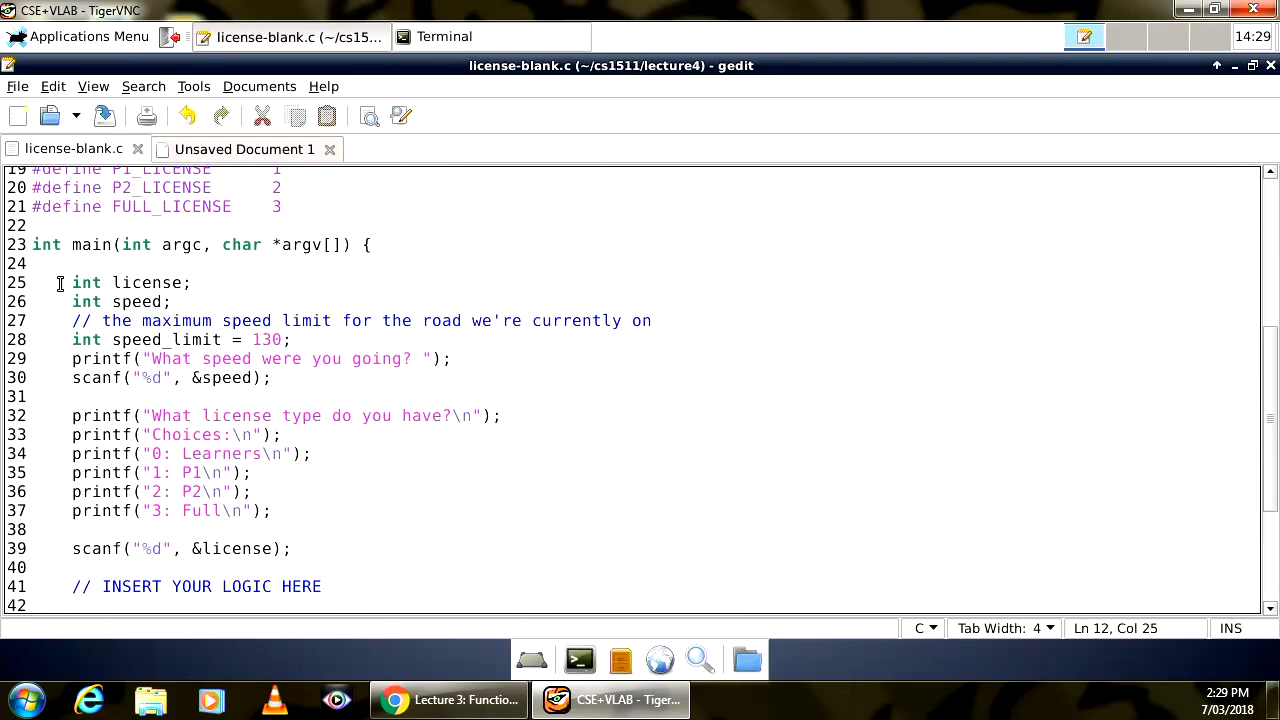 CSE+VLAB - TigerVNC
Applications Menu
license-blank.c (~/cs15...
Terminal
14:29
license-blank.c (~/cs1511/lecture4) - gedit
File Edit View Search Tools Documents Help
license-blank.c
Unsaved Document 1
19 #define P1_LICENSE 1
20 #define P2_LICENSE 2
21 #define FULL_LICENSE 3
22
23 int main(int argc, char *argv[]) {
24
25 int license;
26 int speed;
27 // the maximum speed limit for the road we're currently on
28 int speed_limit = 130;
29 printf("What speed were you going? ");
30 scanf("%d", &speed);
31
32 printf("What license type do you have?\n");
33 printf("Choices:\n");
34 printf("0: Learners\n");
35 printf("1: P1\n");
36 printf("2: P2\n");
37 printf("3: Full\n");
38
39 scanf("%d", &license);
40
41 // INSERT YOUR LOGIC HERE
42
C Tab Width: 4 Ln 12, Col 25 INS
Lecture 3: Functio...
CSE+VLAB - Tiger...
2:29 PM
7/03/2018